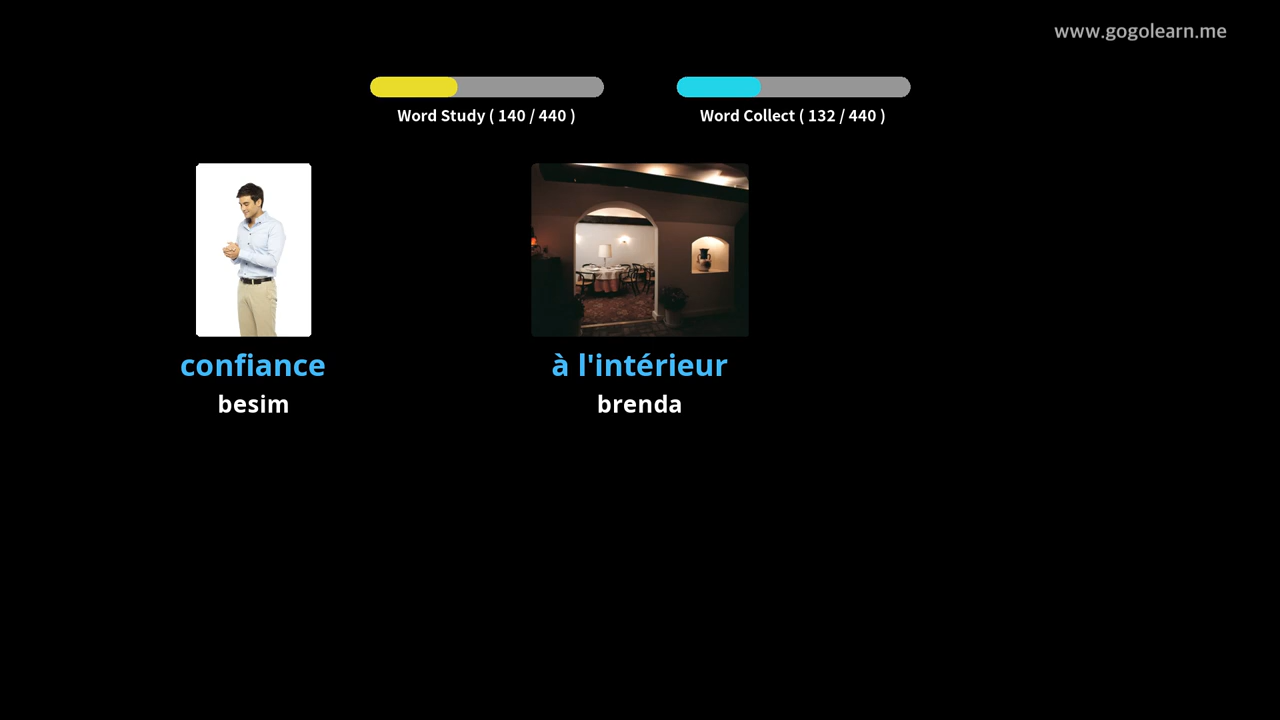 www.gogolearn.me
Word Study ( 140 / 440 )
Word Collect ( 132 / 440 )
confiance
besim
à l'intérieur
brenda